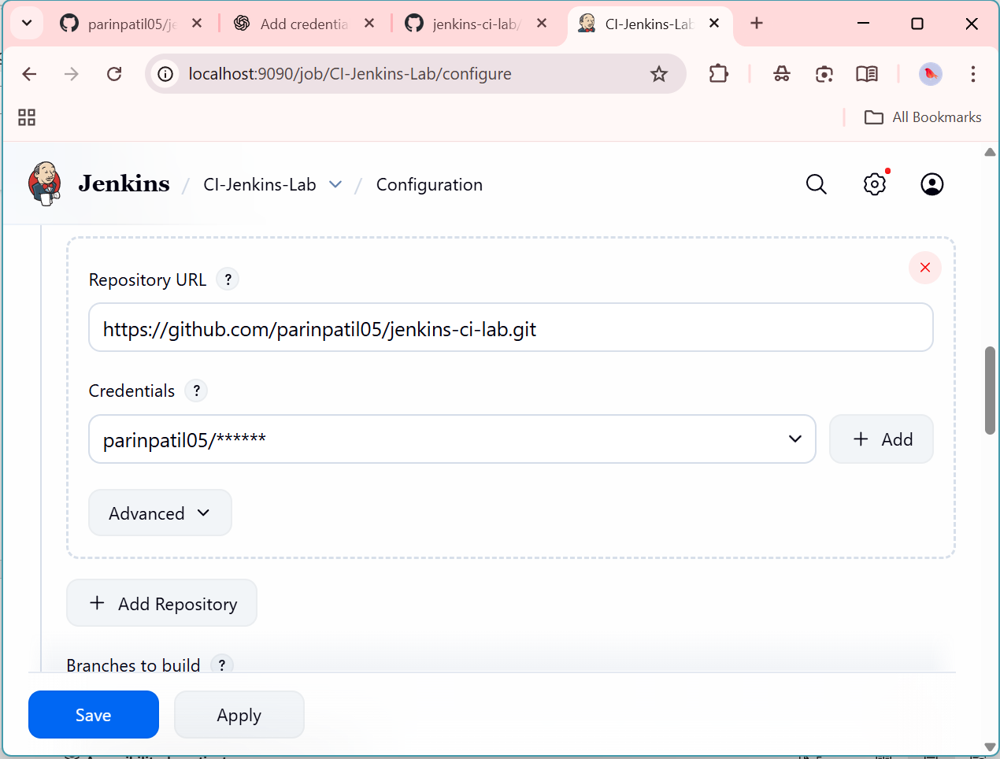 parinpatil05/je
Add credentia
jenkins-ci-lab/
CI-Jenkins-Lab
localhost:9090/job/CI-Jenkins-Lab/configure
All Bookmarks
Jenkins / CI-Jenkins-Lab / Configuration
Repository URL ?
https://github.com/parinpatil05/jenkins-ci-lab.git
Credentials ?
parinpatil05/******
+ Add
Advanced
+ Add Repository
Branches to build ?
Save
Apply